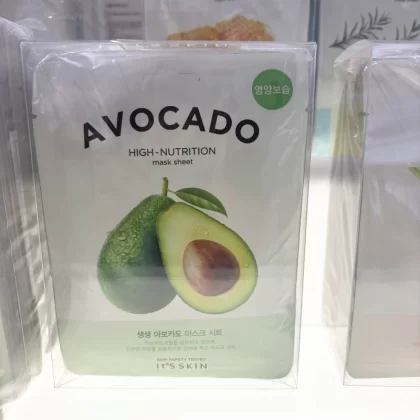 영양보습
AVOCADO
HIGH-NUTRITION
mask sheet
생생 아보카도 마스크 시트
It'S SKIN